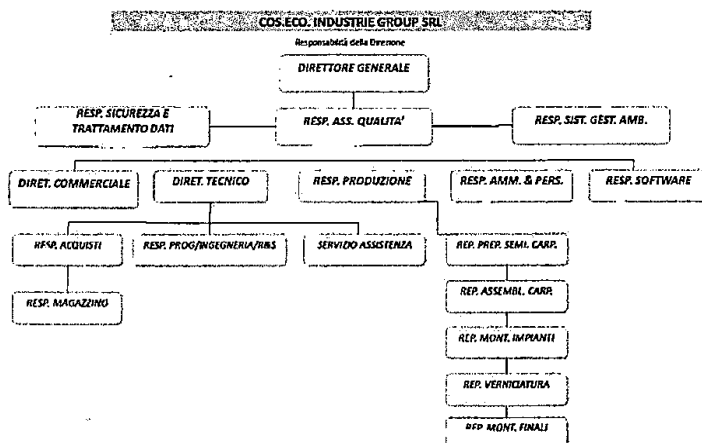 COS.ECO. INDUSTRIE GROUP SRL
Responsabilità della Direzione
DIRETTORE GENERALE
RESP. SICUREZZA E
TRATTAMENTO DATI
RESP. ASS. QUALITA'
RESP. SIST. GEST. AMB.
DIRET. COMMERCIALE
DIRET. TECNICO
RESP. PRODUZIONE
RESP. AMM. & PERS.
RESP. SOFTWARE
RESP. ACQUISTI
RESP. PROG/INGEGNERIA/R&S
SERVIZIO ASSISTENZA
REP. PREP. SEMI. CARP.
RESP. MAGAZZINO
REP. ASSEMBL. CARP.
REP. MONT. IMPIANTI
REP. VERNICIATURA
REP. MONT. FINALI